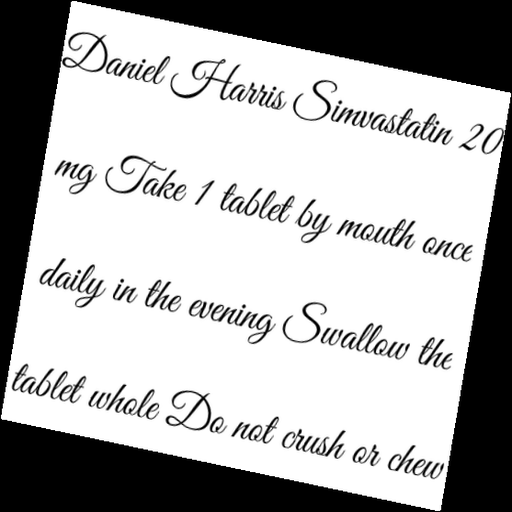 Daniel Harris Simvastatin 20
mg Take 1 tablet by mouth once
daily in the evening Swallow the
tablet whole Do not crush or chew